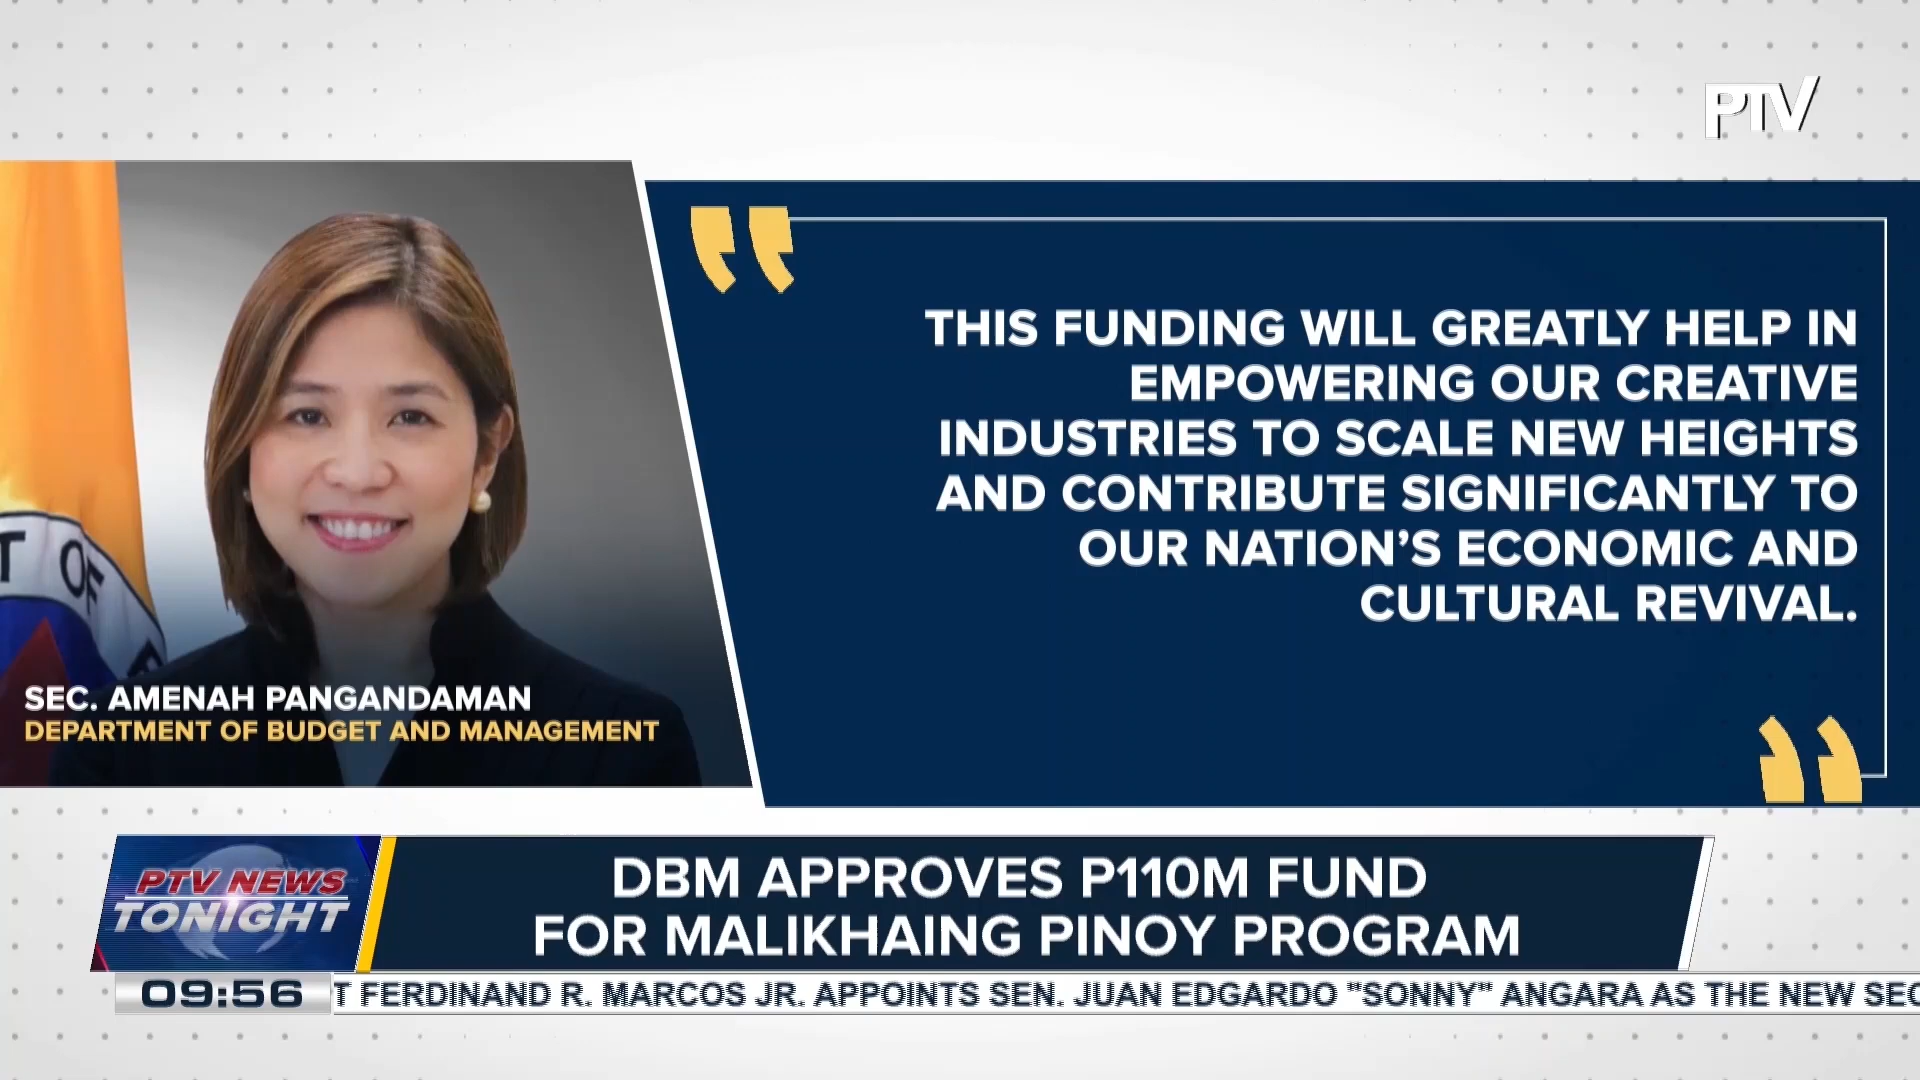 PTV
THIS FUNDING WILL GREATLY HELP IN
EMPOWERING OUR CREATIVE
INDUSTRIES TO SCALE NEW HEIGHTS
AND CONTRIBUTE SIGNIFICANTLY TO
OUR NATION’S ECONOMIC AND
CULTURAL REVIVAL.
T OF
SEC. AMENAH PANGANDAMAN
DEPARTMENT OF BUDGET AND MANAGEMENT
PTV NEWS
TONIGHT
DBM APPROVES P110M FUND
FOR MALIKHAING PINOY PROGRAM
09:56
T FERDINAND R. MARCOS JR. APPOINTS SEN. JUAN EDGARDO "SONNY" ANGARA AS THE NEW SEC